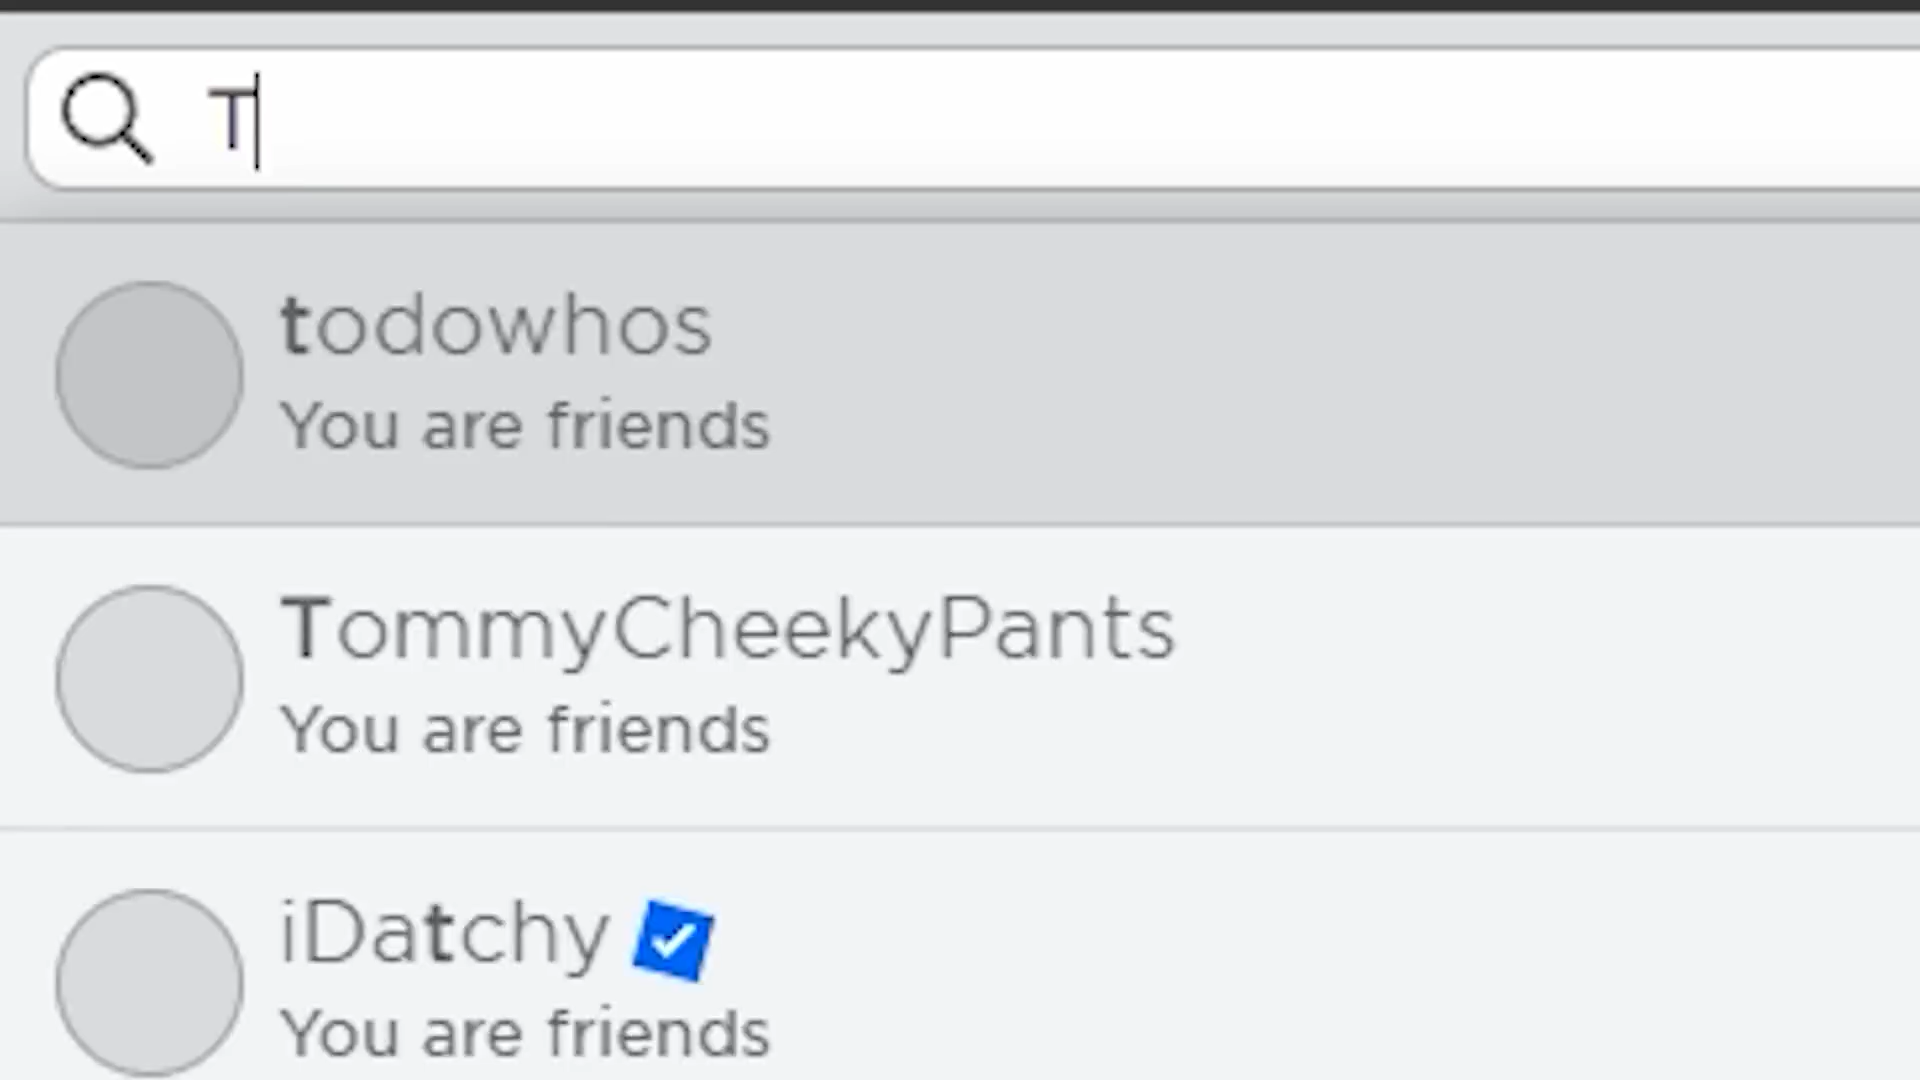 T
todowhos
You are friends
TommyCheekyPants
You are friends
iDatchy
You are friends